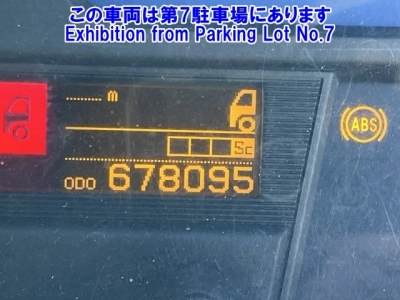 この車両は第7駐車場にあります
Exhibition from Parking Lot No.7
....... m
Sc
ODO 678095
ABS